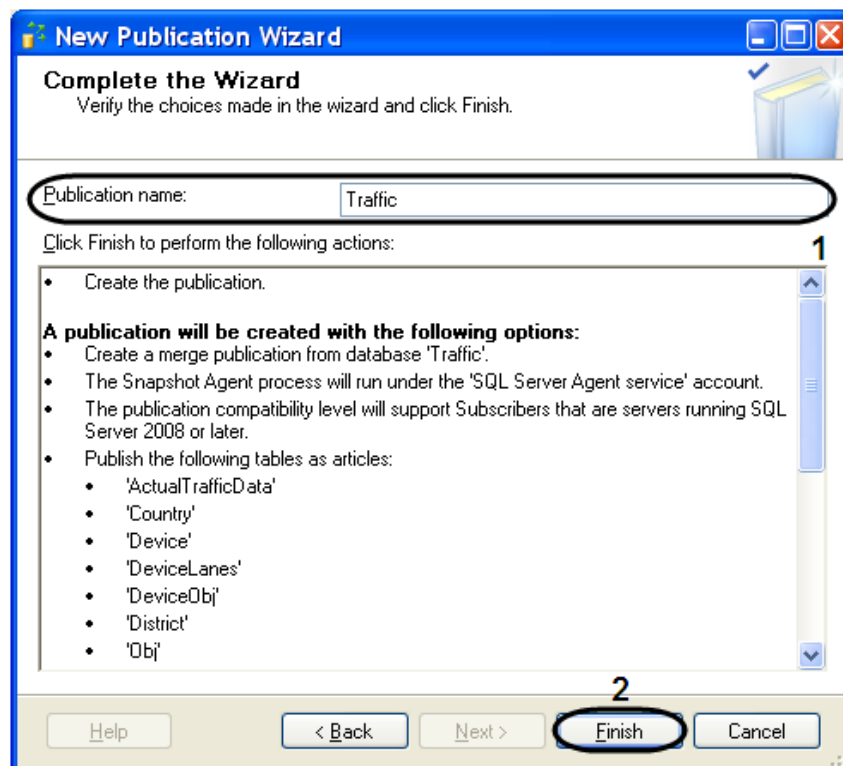 New Publication Wizard
Complete the Wizard
Verify the choices made in the wizard and click Finish.
Publication name:
Traffic
Click Finish to perform the following actions:
1
• Create the publication.
A publication will be created with the following options:
• Create a merge publication from database 'Traffic'.
• The Snapshot Agent process will run under the 'SQL Server Agent service' account.
• The publication compatibility level will support Subscribers that are servers running SQL
Server 2008 or later.
• Publish the following tables as articles:
• 'ActualTrafficData'
• 'Country'
• 'Device'
• 'DeviceLanes'
• 'DeviceObj'
• 'District'
• 'Obj'
2
Help
< Back
Next >
Finish
Cancel